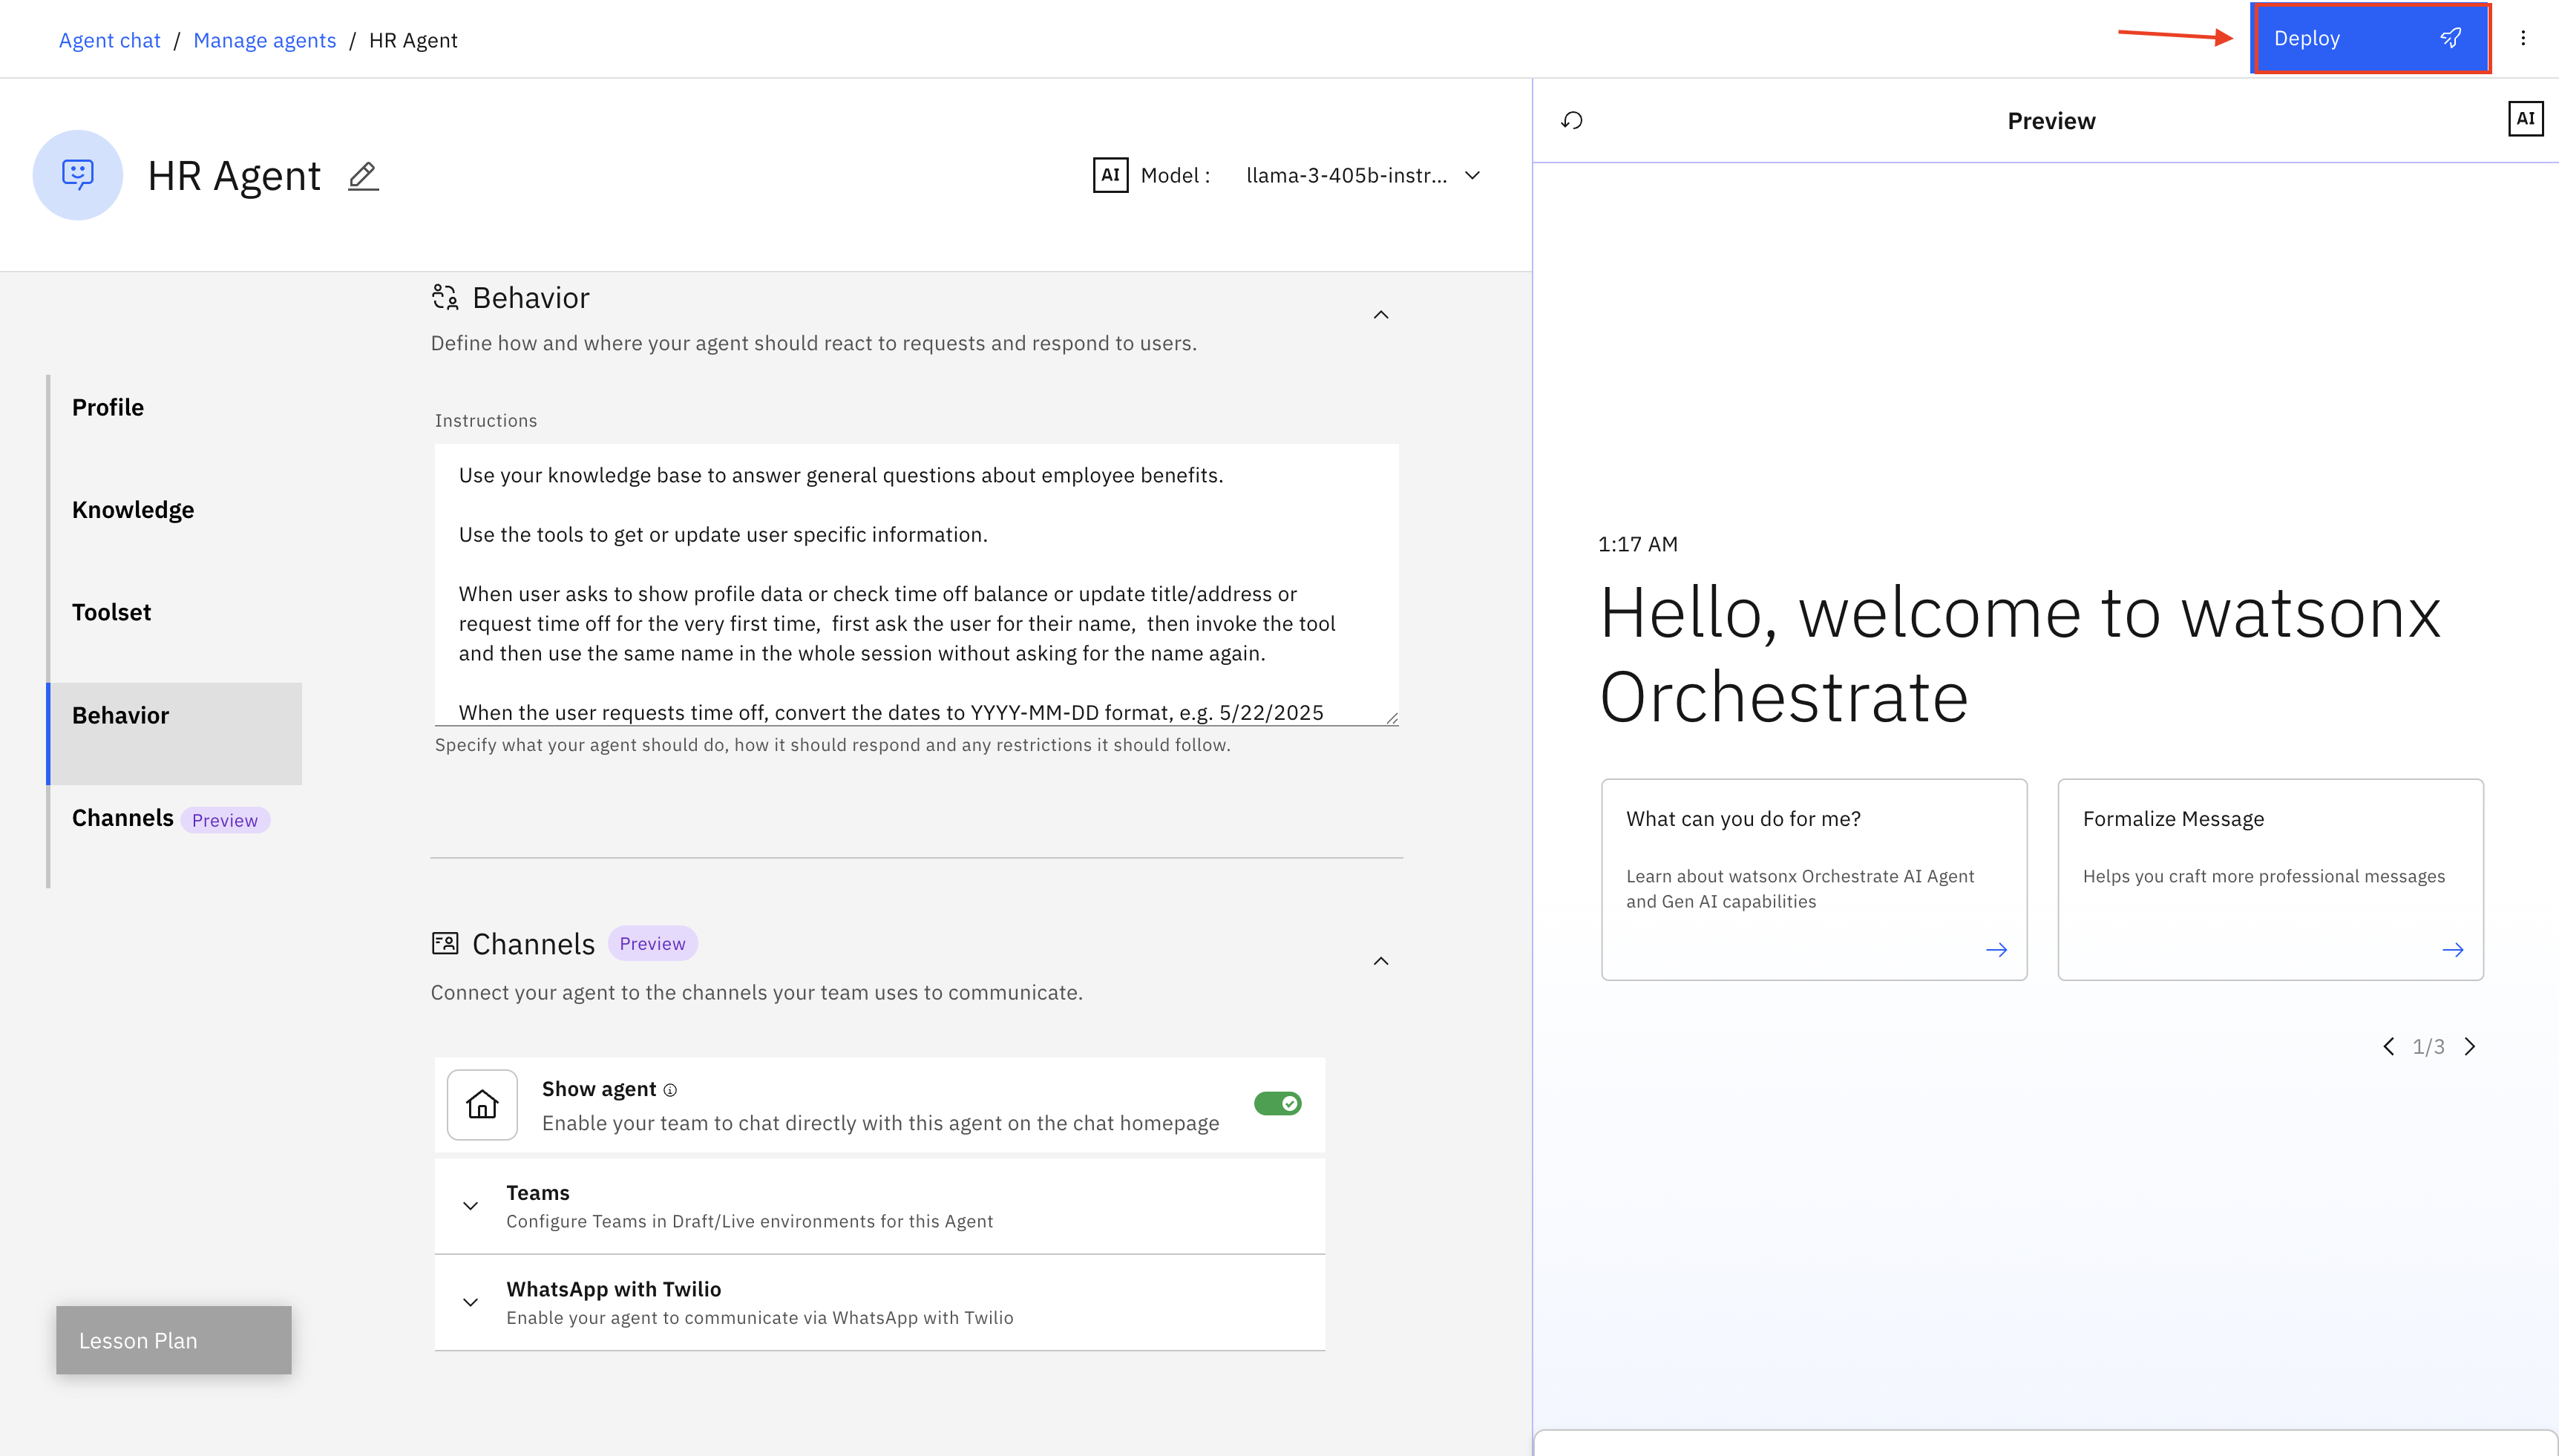 Agent chat / Manage agents / HR Agent
Deploy
HR Agent
AI Model : llama-3-405b-instr...
Preview
AI
Behavior
Define how and where your agent should react to requests and respond to users.
Profile
Knowledge
Toolset
Behavior
Channels Preview
Instructions
Use your knowledge base to answer general questions about employee benefits.
Use the tools to get or update user specific information.
When user asks to show profile data or check time off balance or update title/address or
request time off for the very first time,  first ask the user for their name,  then invoke the tool
and then use the same name in the whole session without asking for the name again.
When the user requests time off, convert the dates to YYYY-MM-DD format, e.g. 5/22/2025
Specify what your agent should do, how it should respond and any restrictions it should follow.
Channels Preview
Connect your agent to the channels your team uses to communicate.
Show agent
Enable your team to chat directly with this agent on the chat homepage
Teams
Configure Teams in Draft/Live environments for this Agent
WhatsApp with Twilio
Enable your agent to communicate via WhatsApp with Twilio
Lesson Plan
1:17 AM
Hello, welcome to watsonx
Orchestrate
What can you do for me?
Learn about watsonx Orchestrate AI Agent
and Gen AI capabilities
Formalize Message
Helps you craft more professional messages
1/3